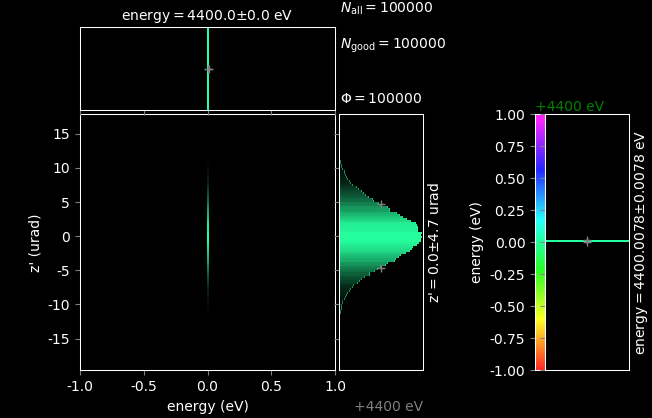 energy = 4400.0±0.0 eV
N_all = 100000
N_good = 100000
Φ = 100000
15
10
5
0
-5
-10
-15
z' (urad)
-1.0
-0.5
0.0
0.5
1.0
energy (eV)
+4400 eV
z' = 0.0±4.7 urad
+4400 eV
1.00
0.75
0.50
0.25
0.00
-0.25
-0.50
-0.75
-1.00
energy (eV)
energy = 4400.0078±0.0078 eV